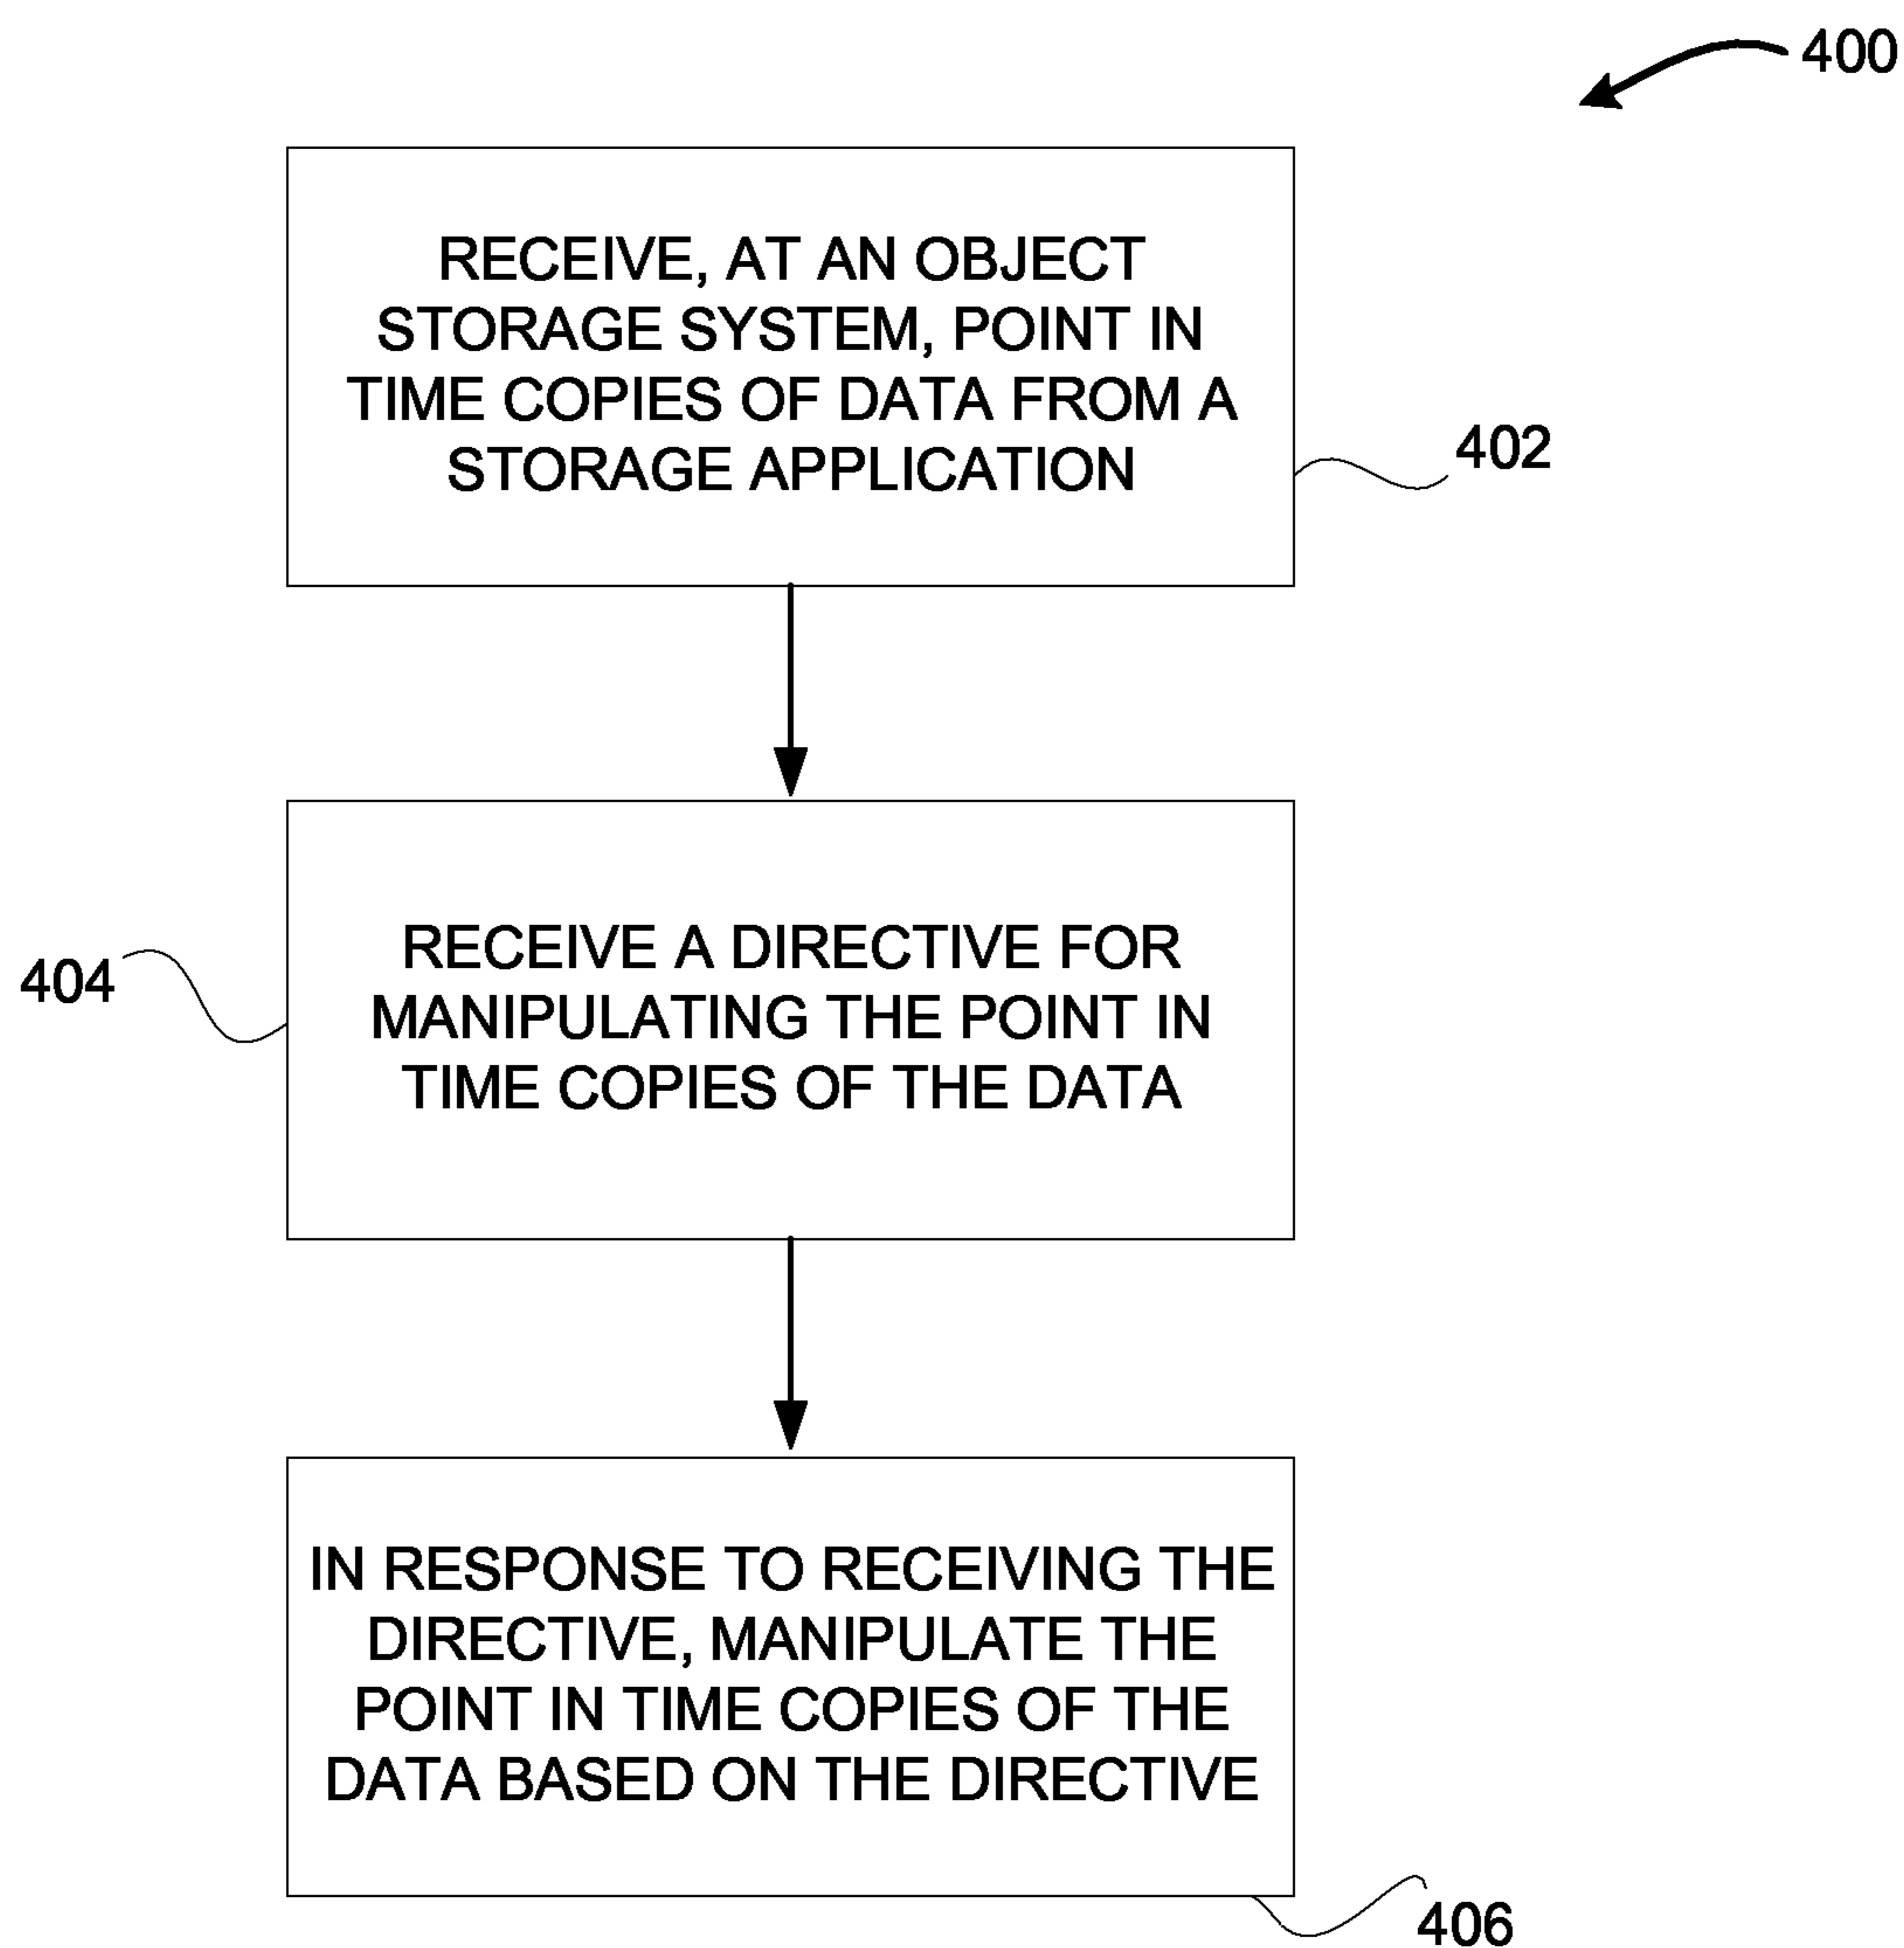 400
RECEIVE, AT AN OBJECT
STORAGE SYSTEM, POINT IN
TIME COPIES OF DATA FROM A
STORAGE APPLICATION
402
RECEIVE A DIRECTIVE FOR
MANIPULATING THE POINT IN
TIME COPIES OF THE DATA
404
IN RESPONSE TO RECEIVING THE
DIRECTIVE, MANIPULATE THE
POINT IN TIME COPIES OF THE
DATA BASED ON THE DIRECTIVE
406